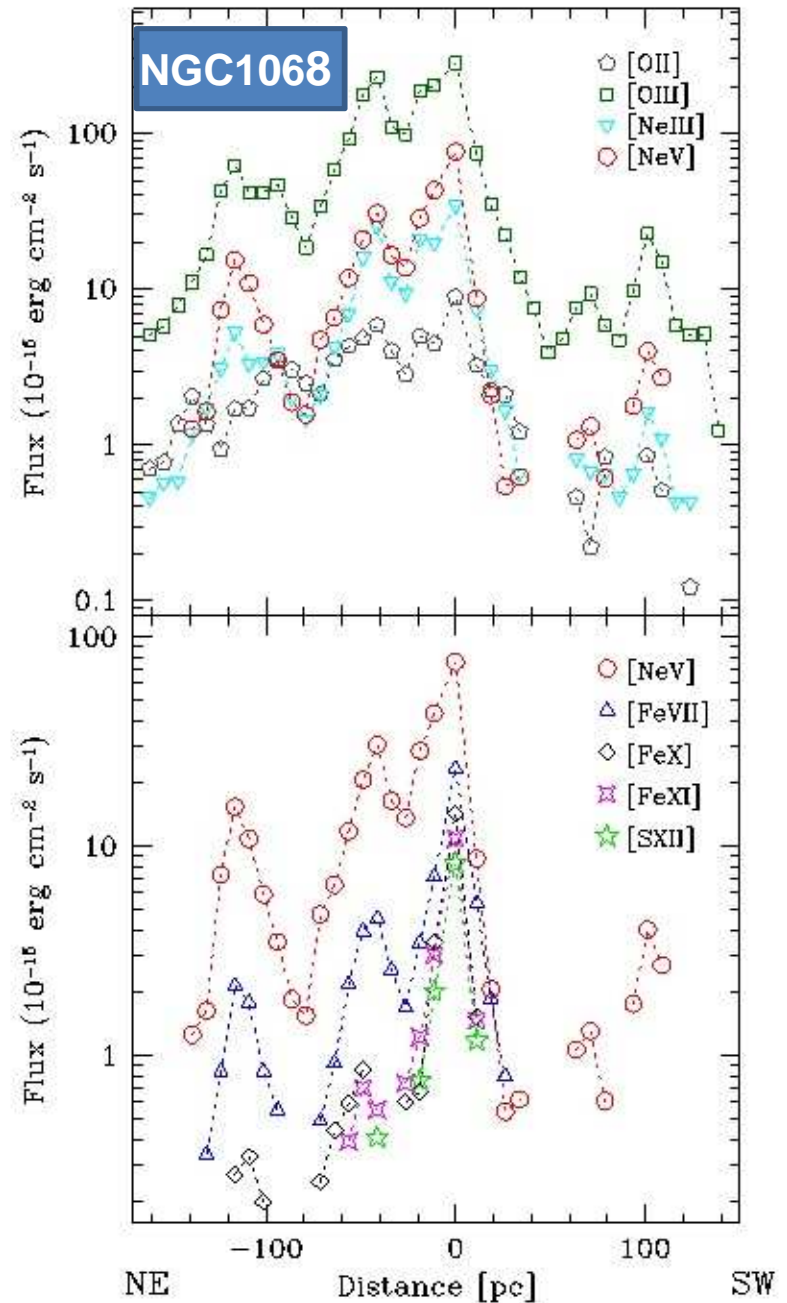 NGC1068
[OII]
[OIII]
[NeIII]
[NeV]
100
10
1
0.1
Flux (10⁻¹⁵ erg cm⁻² s⁻¹)
[NeV]
[FeVII]
[FeX]
[FeXI]
[SXII]
100
10
1
Flux (10⁻¹⁵ erg cm⁻² s⁻¹)
−100 0 100
NE Distance [pc] SW